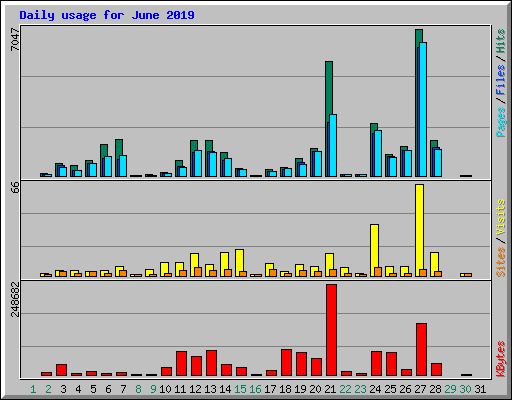 Daily usage for June 2019
7047
Pages / Files / Hits
66
Sites / Visits
248682
KBytes
1 2 3 4 5 6 7 8 9 10 11 12 13 14 15 16 17 18 19 20 21 22 23 24 25 26 27 28 29 30 31